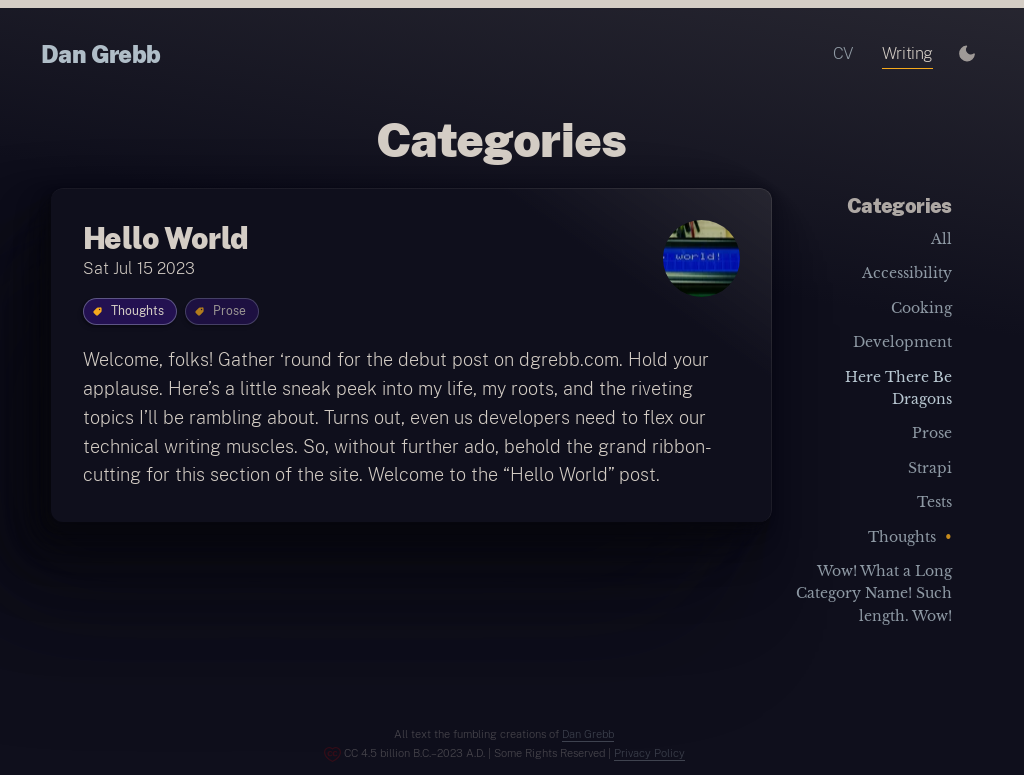 Dan Grebb
CV
Writing
Categories
Hello World
Sat Jul 15 2023
world!
Thoughts
Prose
Welcome, folks! Gather ‘round for the debut post on dgrebb.com. Hold your
applause. Here’s a little sneak peek into my life, my roots, and the riveting
topics I’ll be rambling about. Turns out, even us developers need to flex our
technical writing muscles. So, without further ado, behold the grand ribbon-
cutting for this section of the site. Welcome to the “Hello World” post.
Categories
All
Accessibility
Cooking
Development
Here There Be
Dragons
Prose
Strapi
Tests
Thoughts •
Wow! What a Long
Category Name! Such
length. Wow!
All text the fumbling creations of Dan Grebb
CC 4.5 billion B.C.–2023 A.D. | Some Rights Reserved | Privacy Policy